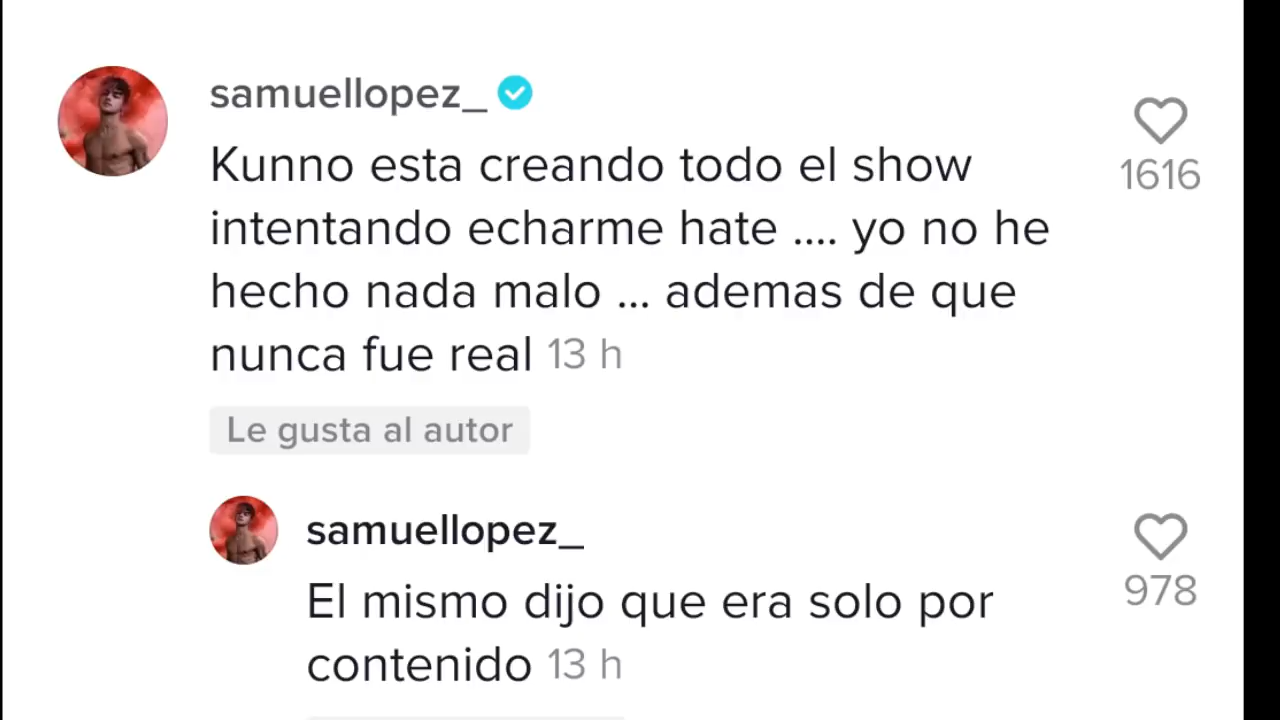 samuellopez_
Kunno esta creando todo el show
intentando echarme hate .... yo no he
hecho nada malo ... ademas de que
nunca fue real 13 h
1616
Le gusta al autor
samuellopez_
El mismo dijo que era solo por
contenido 13 h
978